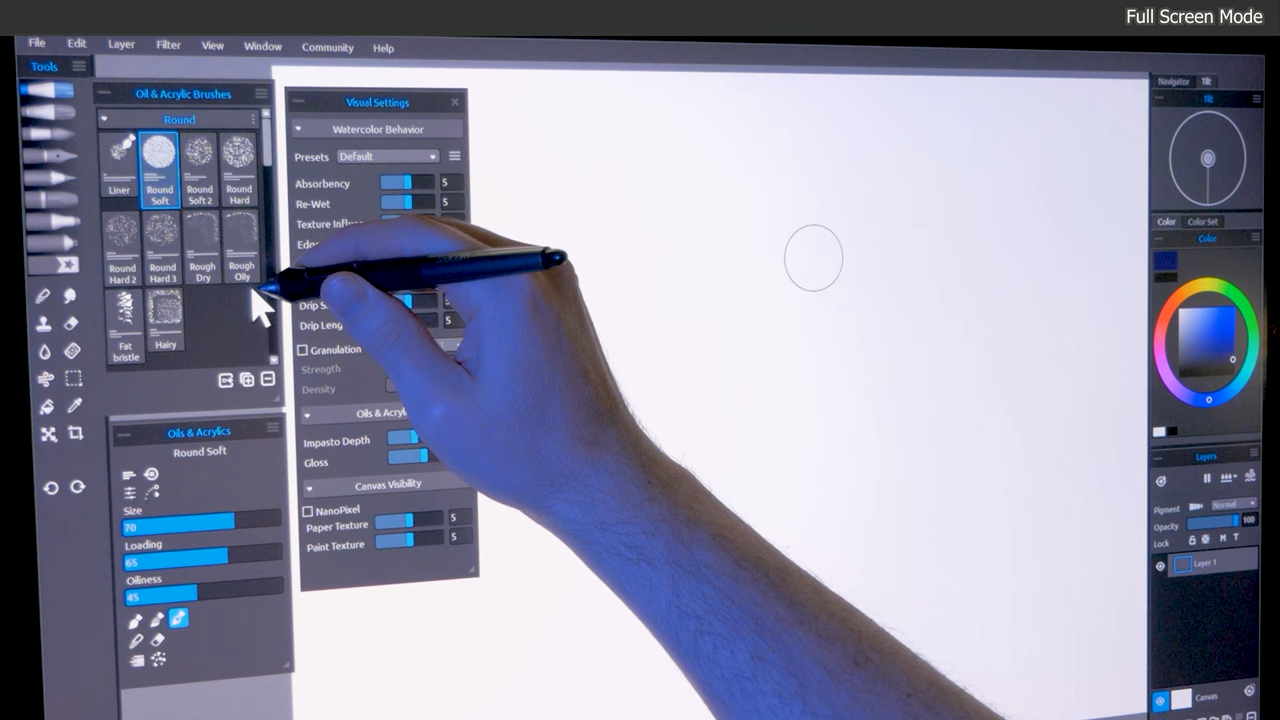 Full Screen Mode
File Edit Layer Filter View Window Community Help
Tools
Oil & Acrylic Brushes
Round
Liner
Round Soft
Round Soft 2
Round Hard
Round Hard 2
Round Hard 3
Rough Dry
Rough Oily
Fat bristle
Hairy
Oils & Acrylics
Round Soft
Size
70
Loading
65
Oiliness
45
Visual Settings
Watercolor Behavior
Presets Default
Absorbency 5
Re-Wet 5
Texture
Drip
Drip 5
Granulation
Strength
Density
Oils &
Impasto Depth
Gloss
Canvas Visibility
NanoPixel
Paper Texture 5
Paint Texture 5
Navigator Tilt
Tilt
Color Color Set
Color
Layers
Pigment Normal
Opacity 100
Lock
Layer 1
Canvas